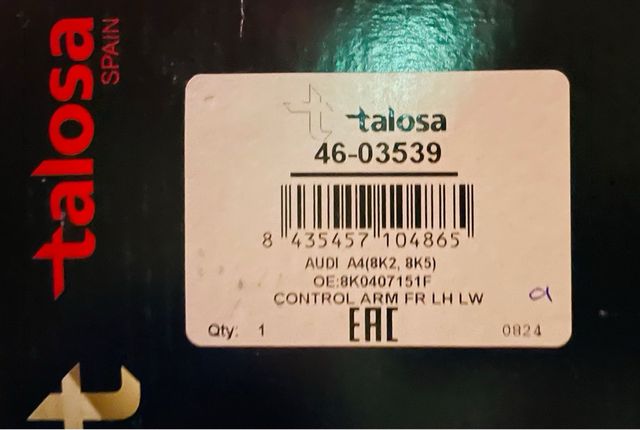 talosa
SPAIN
talosa
46-03539
8 435457 104865
AUDI A4(8K2, 8K5)
OE:8K0407151F
CONTROL ARM FR LH LW
a
Qty: 1 EAC 0824
t